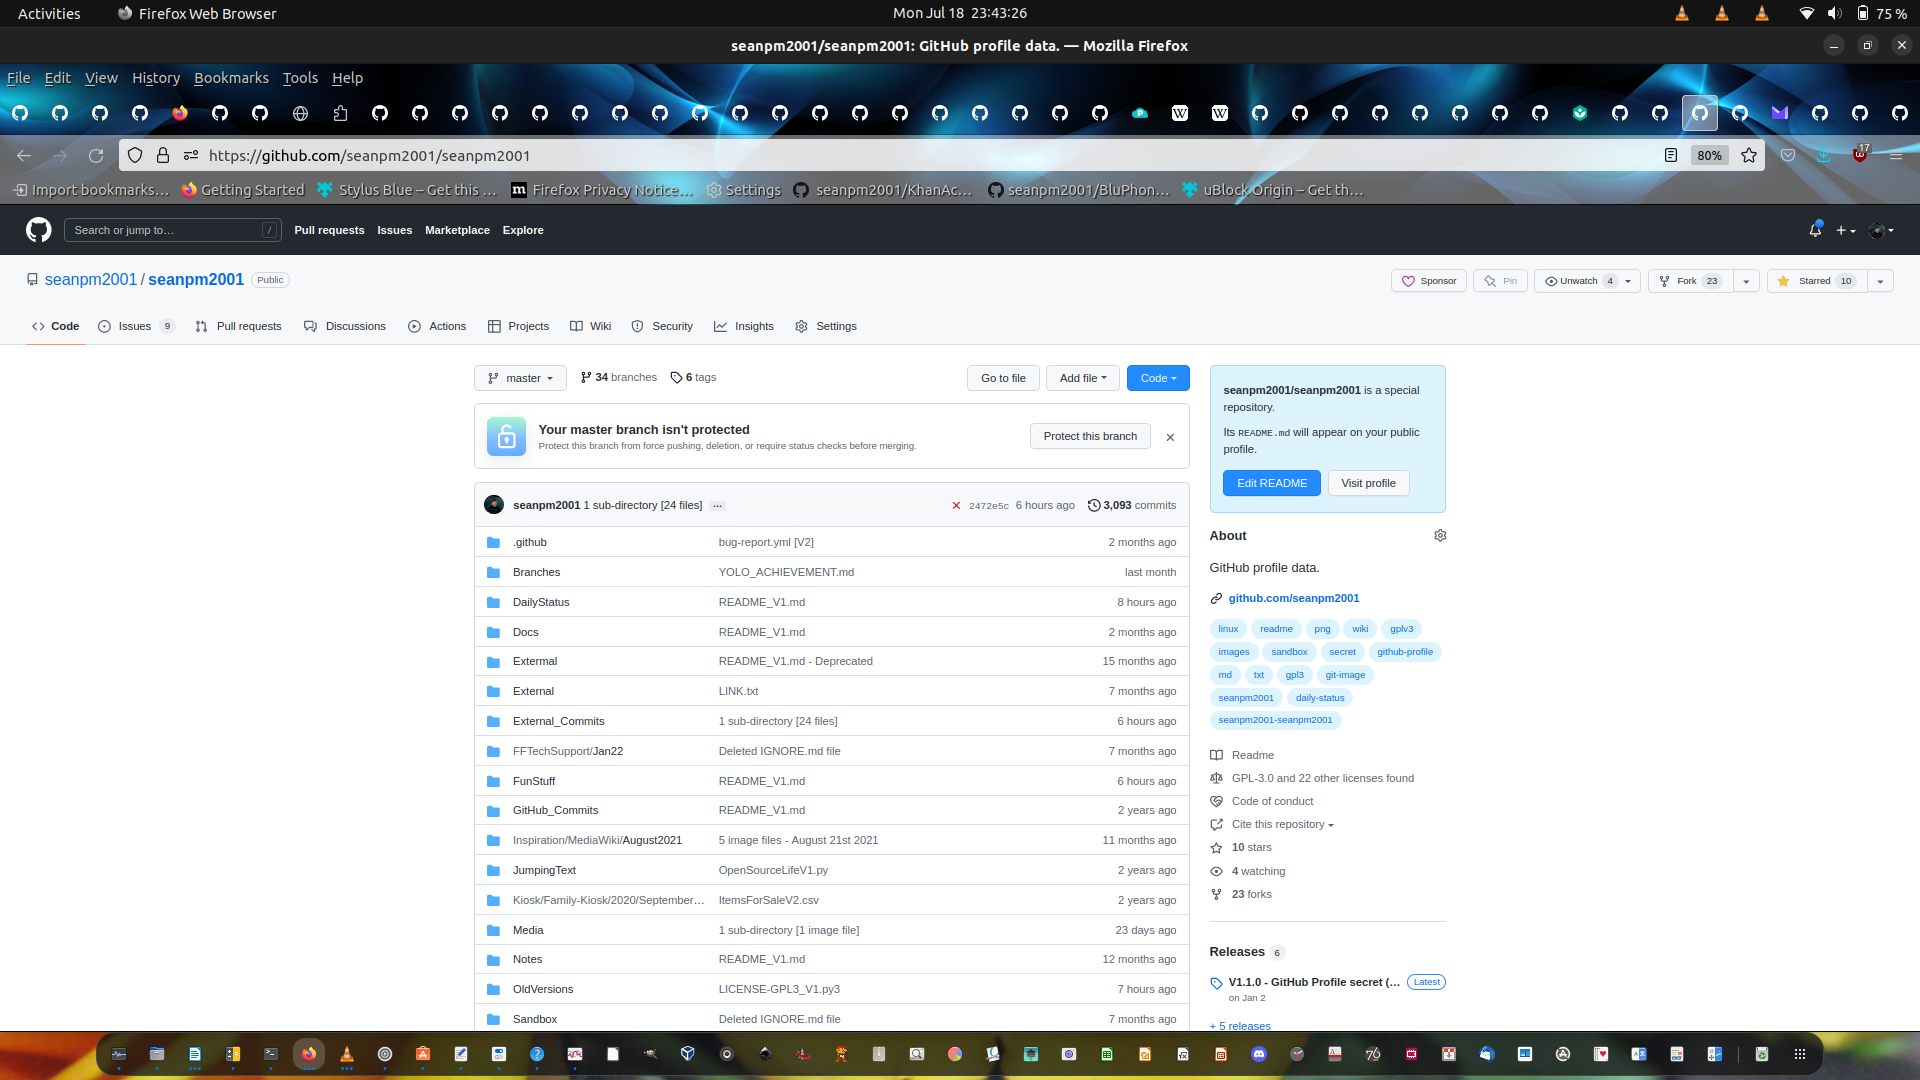 Activities
Firefox Web Browser
Mon Jul 18 23:43:26
75 %
seanpm2001/seanpm2001: GitHub profile data. — Mozilla Firefox
File Edit View History Bookmarks Tools Help
https://github.com/seanpm2001/seanpm2001
80%
17
Import bookmarks…
Getting Started
Stylus Blue – Get this …
Firefox Privacy Notice…
Settings
seanpm2001/KhanAc…
seanpm2001/BluPhon…
uBlock Origin – Get th…
Search or jump to…
/
Pull requests
Issues
Marketplace
Explore
seanpm2001 / seanpm2001
Public
Sponsor
Pin
Unwatch 4
Fork 23
Starred 10
Code
Issues 9
Pull requests
Discussions
Actions
Projects
Wiki
Security
Insights
Settings
master
34 branches
6 tags
Go to file
Add file
Code
Your master branch isn't protected
Protect this branch from force pushing, deletion, or require status checks before merging.
Protect this branch
seanpm2001 1 sub-directory [24 files] …
2472e5c 6 hours ago
3,093 commits
.github bug-report.yml [V2] 2 months ago
Branches YOLO_ACHIEVEMENT.md last month
DailyStatus README_V1.md 8 hours ago
Docs README_V1.md 2 months ago
Extermal README_V1.md - Deprecated 15 months ago
External LINK.txt 7 months ago
External_Commits 1 sub-directory [24 files] 6 hours ago
FFTechSupport/Jan22 Deleted IGNORE.md file 7 months ago
FunStuff README_V1.md 6 hours ago
GitHub_Commits README_V1.md 2 years ago
Inspiration/MediaWiki/August2021 5 image files - August 21st 2021 11 months ago
JumpingText OpenSourceLifeV1.py 2 years ago
Kiosk/Family-Kiosk/2020/September… ItemsForSaleV2.csv 2 years ago
Media 1 sub-directory [1 image file] 23 days ago
Notes README_V1.md 12 months ago
OldVersions LICENSE-GPL3_V1.py3 7 hours ago
Sandbox Deleted IGNORE.md file 7 months ago
seanpm2001/seanpm2001 is a special
repository.
Its README.md will appear on your public
profile.
Edit README
Visit profile
About
GitHub profile data.
github.com/seanpm2001
linux readme png wiki gplv3
images sandbox secret github-profile
md txt gpl3 git-image
seanpm2001 daily-status
seanpm2001-seanpm2001
Readme
GPL-3.0 and 22 other licenses found
Code of conduct
Cite this repository
10 stars
4 watching
23 forks
Releases 6
V1.1.0 - GitHub Profile secret (…
Latest
on Jan 2
+ 5 releases